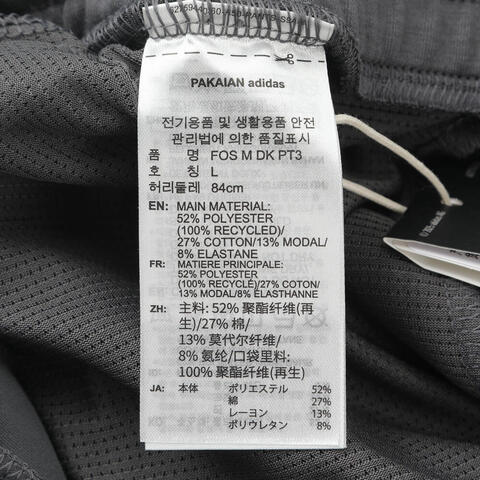 PAKAIAN adidas
전기용품 및 생활용품 안전
관리법에 의한 품질표시
품 명 FOS M DK PT3
호 칭 L
허리둘레 84cm
EN: MAIN MATERIAL:
52% POLYESTER
(100% RECYCLED)/
27% COTTON/13% MODAL/
8% ELASTANE
FR: MATIERE PRINCIPALE:
52% POLYESTER
(100% RECYCLE)/27% COTON/
13% MODAL/8% ELASTHANNE
ZH: 主料: 52% 聚酯纤维(再
生)/27% 棉/
13% 莫代尔纤维/
8% 氨纶/口袋里料:
100% 聚酯纤维(再生)
JA: 本体 ポリエステル 52%
綿 27%
レーヨン 13%
ポリウレタン 8%